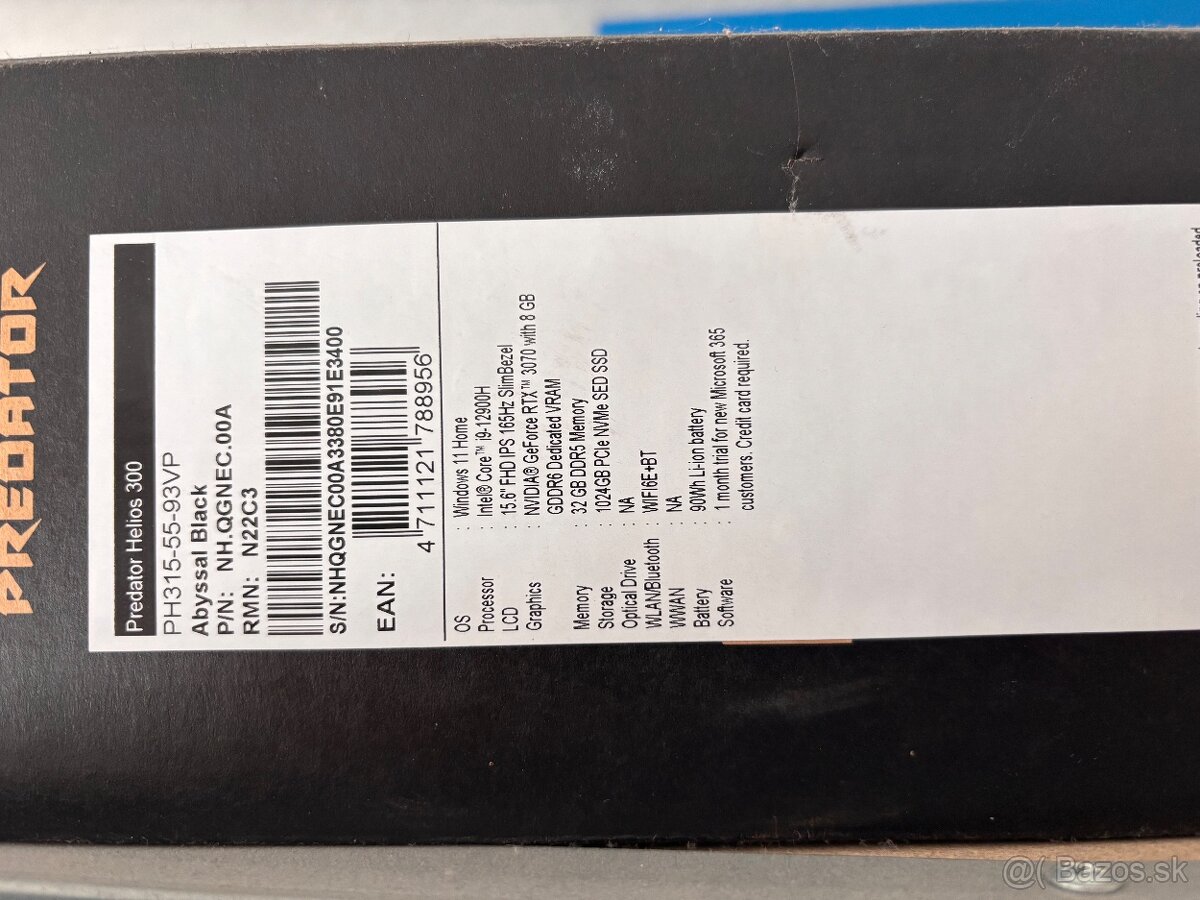 PREDATOR
Predator Helios 300
PH315-55-93VP
Abyssal Black
P/N: NH.QGNEC.00A
RMN: N22C3
S/N:NHQGNEC00A3380E91E3400
EAN:
4 711121 788956
OS : Windows 11 Home
Processor : Intel® Core™ i9-12900H
LCD : 15.6" FHD IPS 165Hz SlimBezel
Graphics : NVIDIA® GeForce RTX™ 3070 with 8 GB
GDDR6 Dedicated VRAM
Memory : 32 GB DDR5 Memory
Storage : 1024GB PCIe NVMe SED SSD
Optical Drive : NA
WLAN/Bluetooth : WIFI6E+BT
WWAN : NA
Battery : 90Wh Li-ion battery
Software : 1 month trial for new Microsoft 365
customers. Credit card required.
@( Bazos.sk